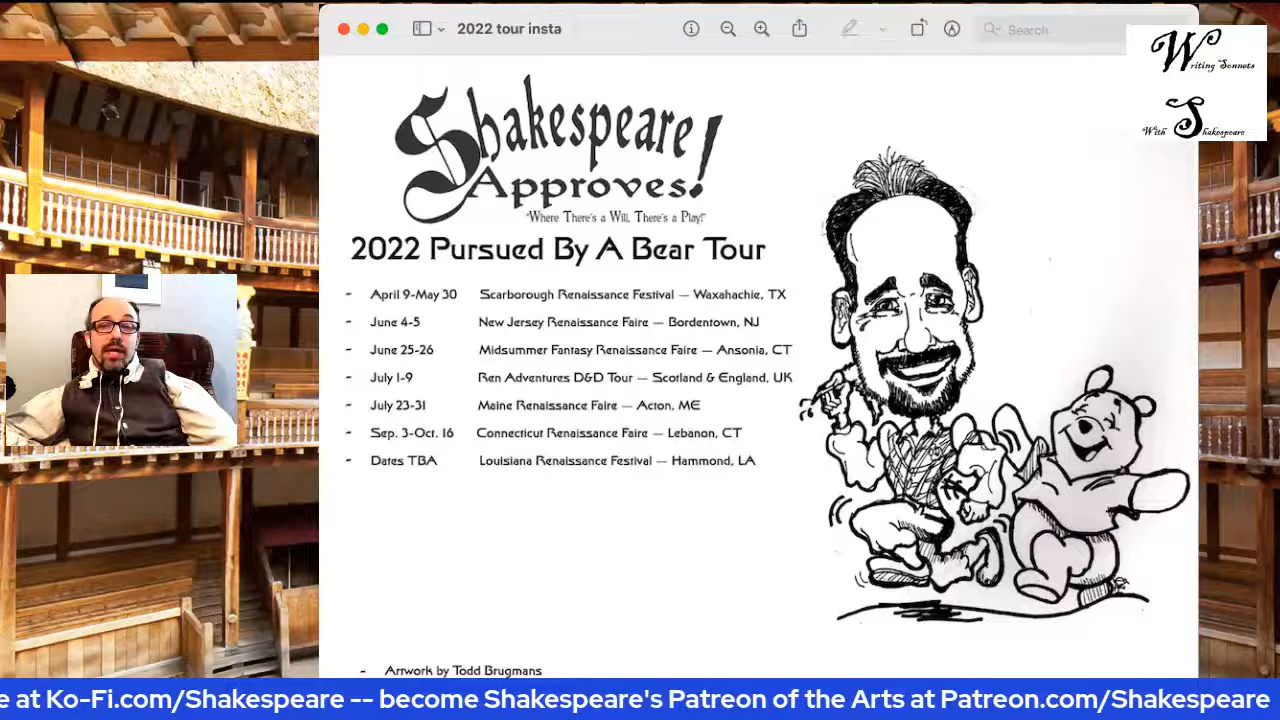 2022 tour insta
Search
Writing Sonnets
With Shakespeare
Shakespeare
Approves!
"Where There's a Will, There's a Play!"
2022 Pursued By A Bear Tour
- April 9-May 30 Scarborough Renaissance Festival — Waxahachie, TX
- June 4-5 New Jersey Renaissance Faire — Bordentown, NJ
- June 25-26 Midsummer Fantasy Renaissance Faire — Ansonia, CT
- July 1-9 Ren Adventures D&D Tour — Scotland & England, UK
- July 23-31 Maine Renaissance Faire — Acton, ME
- Sep. 3-Oct. 16 Connecticut Renaissance Faire — Lebanon, CT
- Dates TBA Louisiana Renaissance Festival — Hammond, LA
- Artwork by Todd Brugmans
e at Ko-Fi.com/Shakespeare -- become Shakespeare's Patreon of the Arts at Patreon.com/Shakespeare